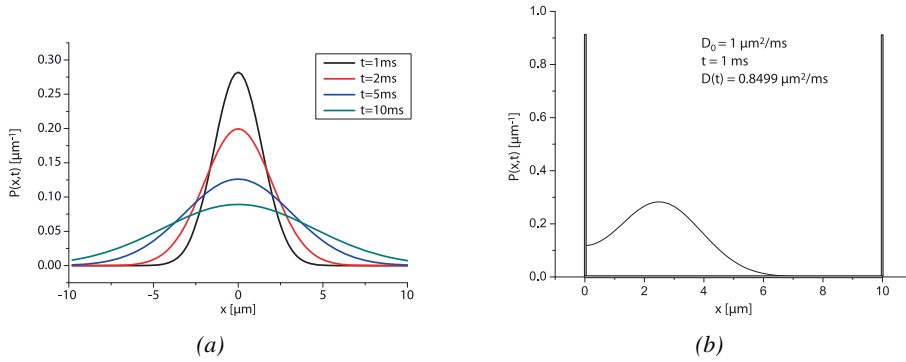 0.30
0.25
0.20
0.15
0.10
0.05
0.00
P(x,t) [μm⁻¹]
t=1ms
t=2ms
t=5ms
t=10ms
-10 -5 0 5 10
x [μm]
(a)
1.0
0.8
0.6
0.4
0.2
0.0
P(x,t) [μm⁻¹]
D₀ = 1 μm²/ms
t = 1 ms
D(t) = 0.8499 μm²/ms
0 2 4 6 8 10
x [μm]
(b)